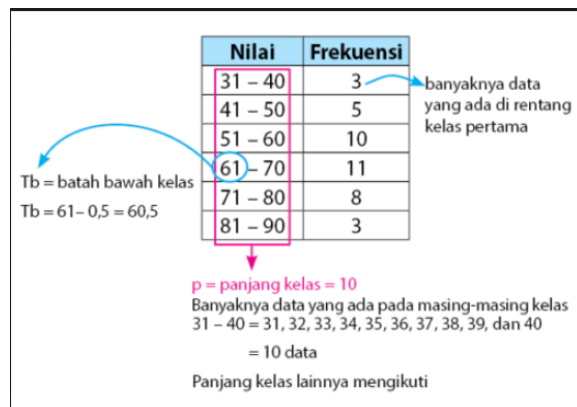 Nilai Frekuensi
31 – 40 3
41 – 50 5
51 – 60 10
61 – 70 11
71 – 80 8
81 – 90 3
banyaknya data
yang ada di rentang
kelas pertama
Tb = batah bawah kelas
Tb = 61– 0,5 = 60,5
p = panjang kelas = 10
Banyaknya data yang ada pada masing-masing kelas
31 – 40 = 31, 32, 33, 34, 35, 36, 37, 38, 39, dan 40
= 10 data
Panjang kelas lainnya mengikuti